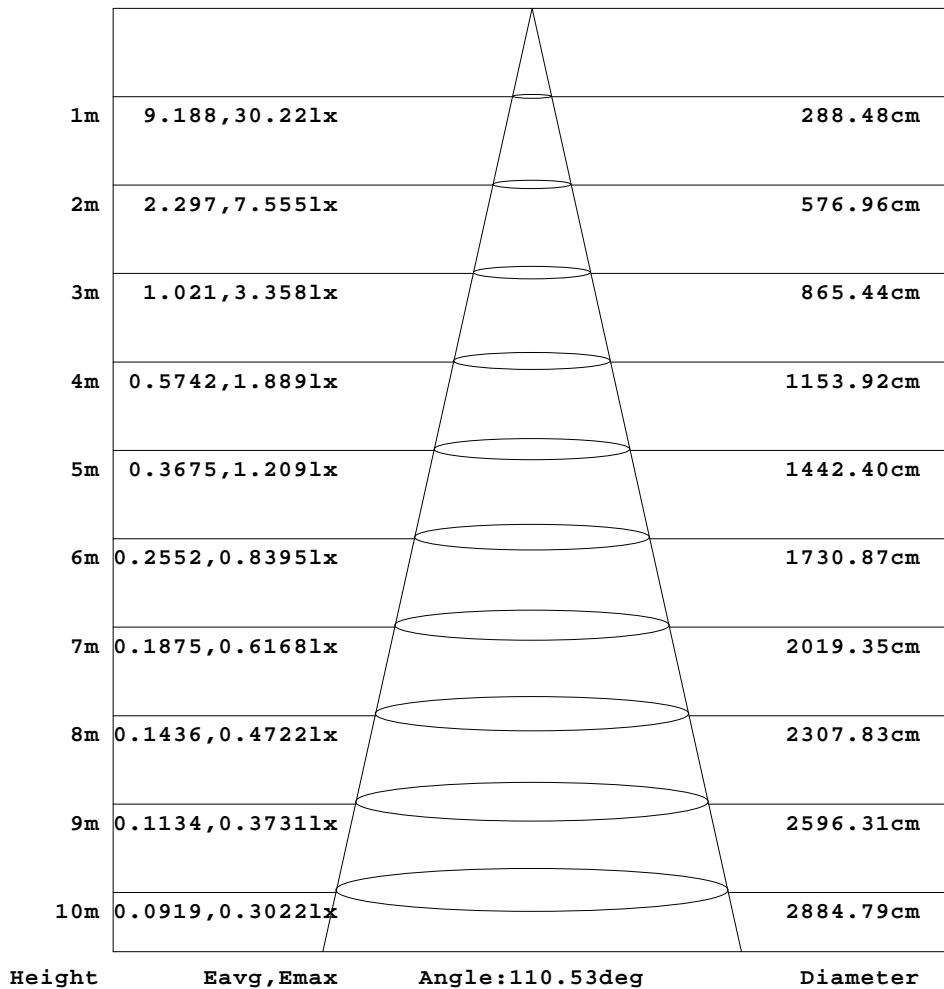 1m 9.188,30.22lx 288.48cm
2m 2.297,7.555lx 576.96cm
3m 1.021,3.358lx 865.44cm
4m 0.5742,1.889lx 1153.92cm
5m 0.3675,1.209lx 1442.40cm
6m 0.2552,0.8395lx 1730.87cm
7m 0.1875,0.6168lx 2019.35cm
8m 0.1436,0.4722lx 2307.83cm
9m 0.1134,0.3731lx 2596.31cm
10m 0.0919,0.3022lx 2884.79cm
Height Eavg,Emax Angle:110.53deg Diameter